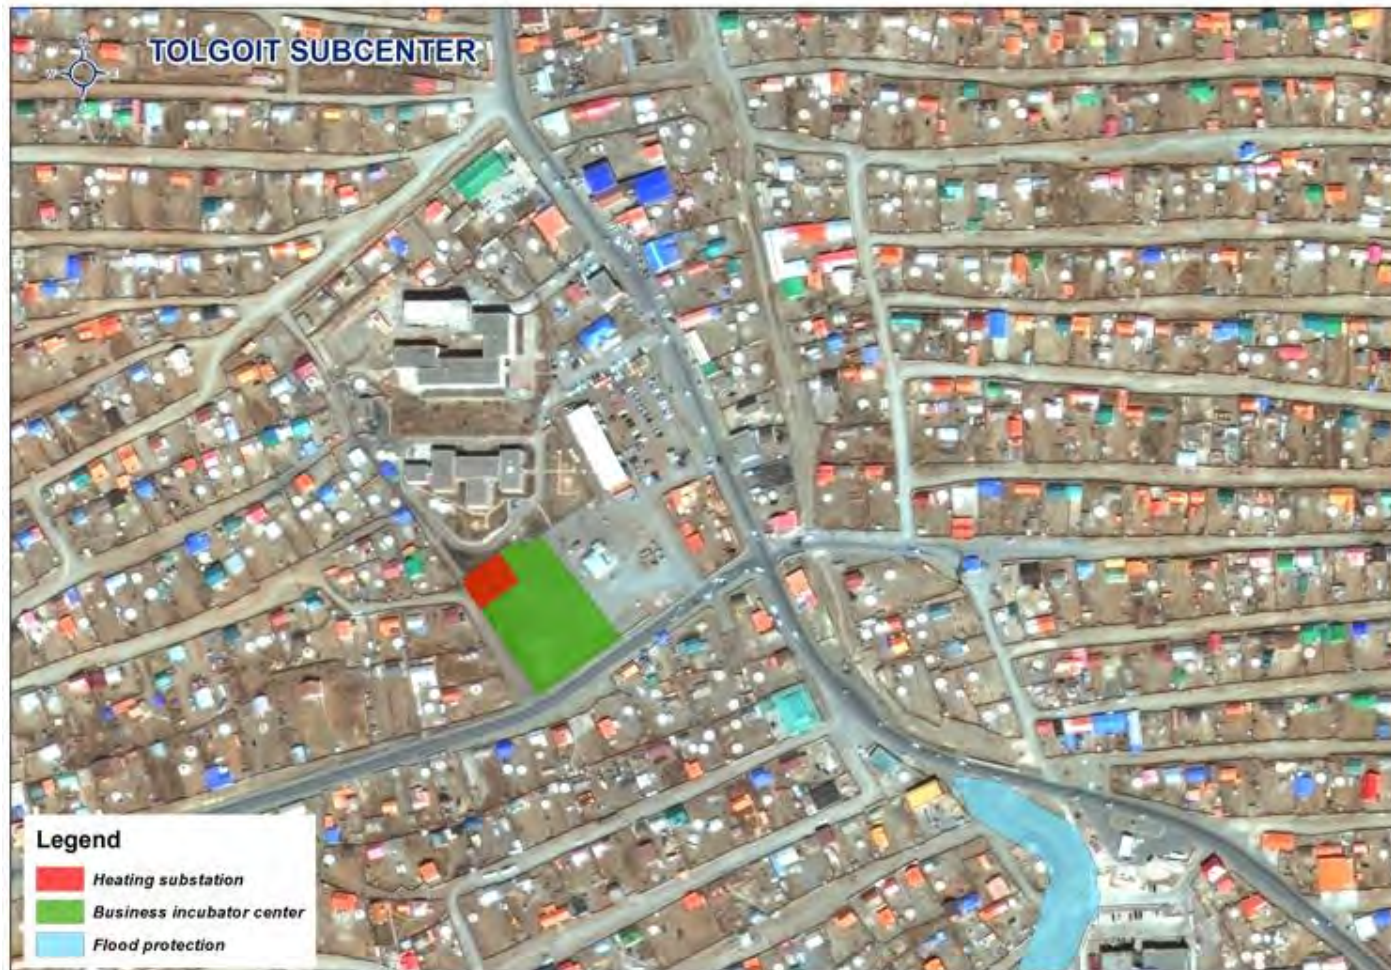 TOLGOIT SUBCENTER
Legend
Heating substation
Business incubator center
Flood protection